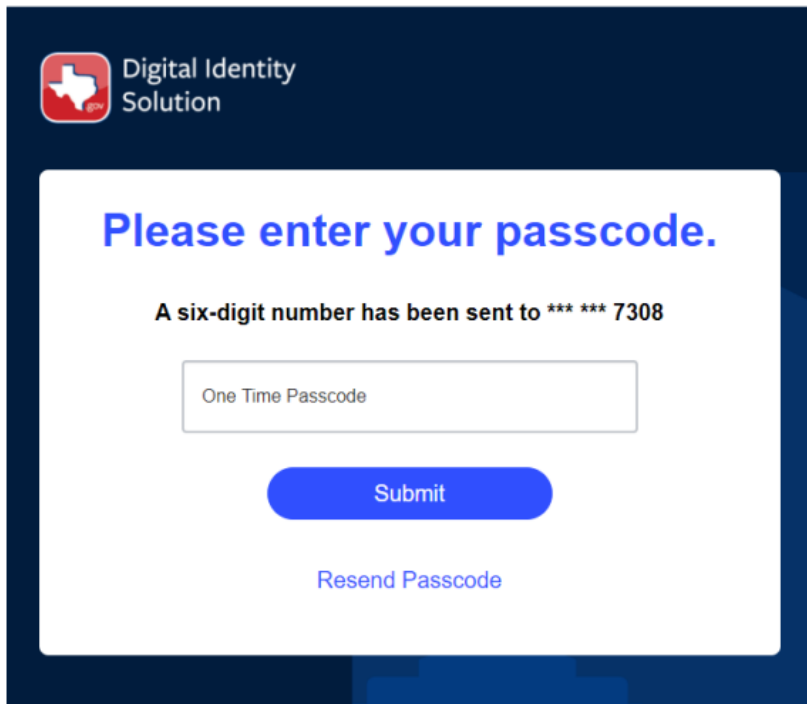 Digital Identity
Solution
gov
Please enter your passcode.
A six-digit number has been sent to *** *** 7308
One Time Passcode
Submit
Resend Passcode